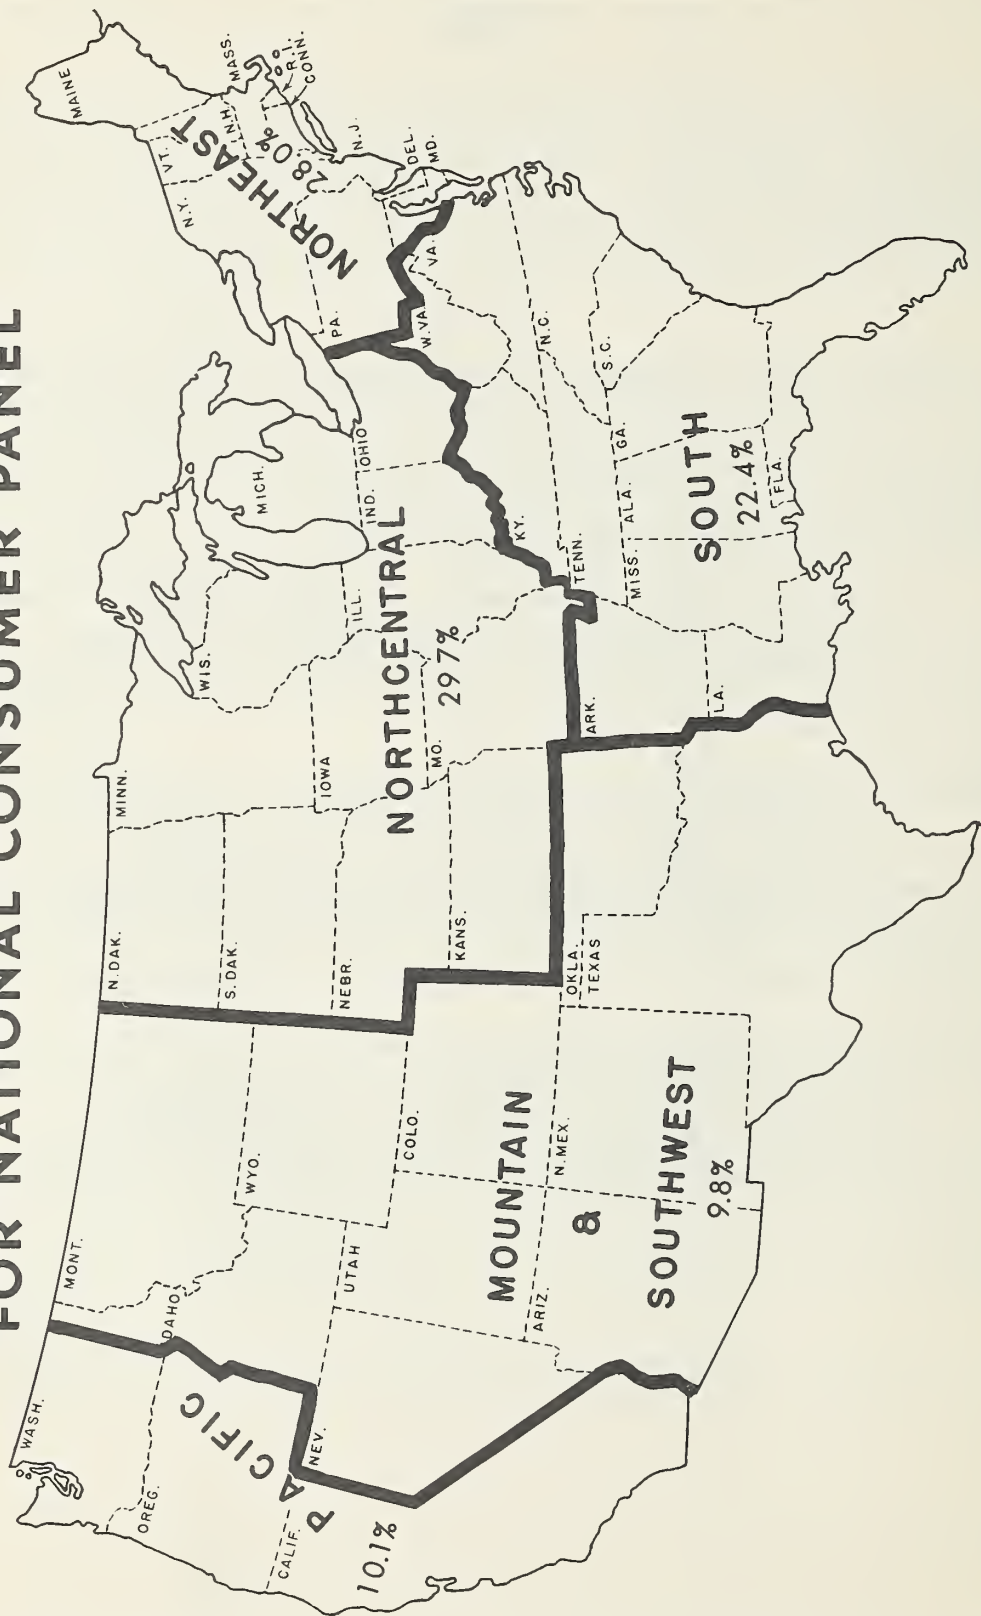 FOR NATIONAL CONSUMER PANEL
WASH.
OREG.
CALIF.
PACIFIC
10.1%
NEV.
MONT.
DAHO
WYO.
UTAH
COLO.
ARIZ.
N.MEX.
MOUNTAIN
&
SOUTHWEST
9.8%
OKLA.
TEXAS
N.DAK.
S.DAK.
NEBR.
KANS.
MINN.
IOWA
MO.
WIS.
ILL.
MICH.
IND.
OHIO
NORTHCENTRAL
29.7%
KY.
TENN.
ARK.
LA.
MISS.
ALA.
GA.
FLA.
S.C.
N.C.
VA.
W.VA.
SOUTH
22.4%
MAINE
VT.
N.H.
MASS.
R.I.
CONN.
N.Y.
N.J.
PA.
DEL.
MD.
NORTHEAST
28.0%